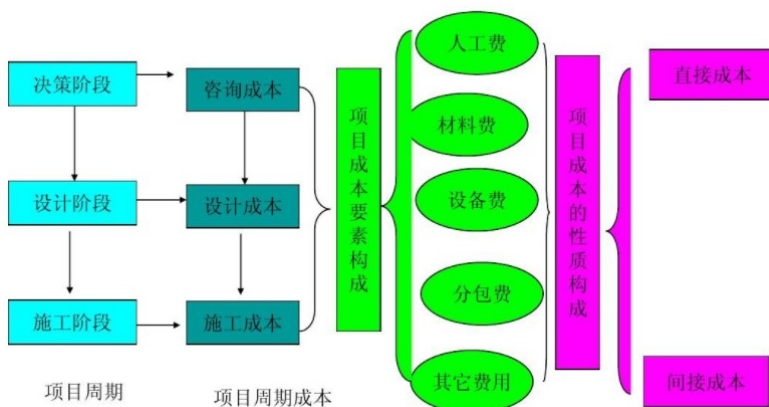 决策阶段
设计阶段
施工阶段
项目周期
咨询成本
设计成本
施工成本
项目周期成本
项目成本要素构成
人工费
材料费
设备费
分包费
其它费用
项目成本的性质构成
直接成本
间接成本